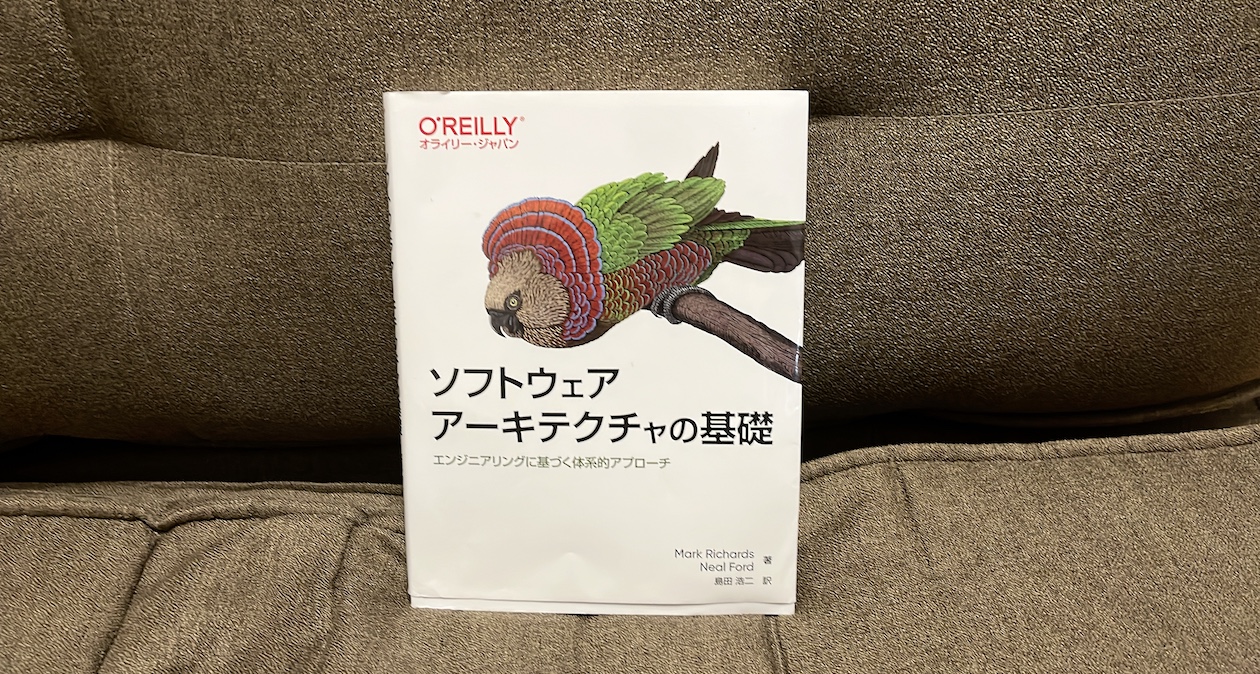 O'REILLY®
オライリー・ジャパン
ソフトウェア
アーキテクチャの基礎
エンジニアリングに基づく体系的アプローチ
Mark Richards
Neal Ford 著
島田 浩二 訳